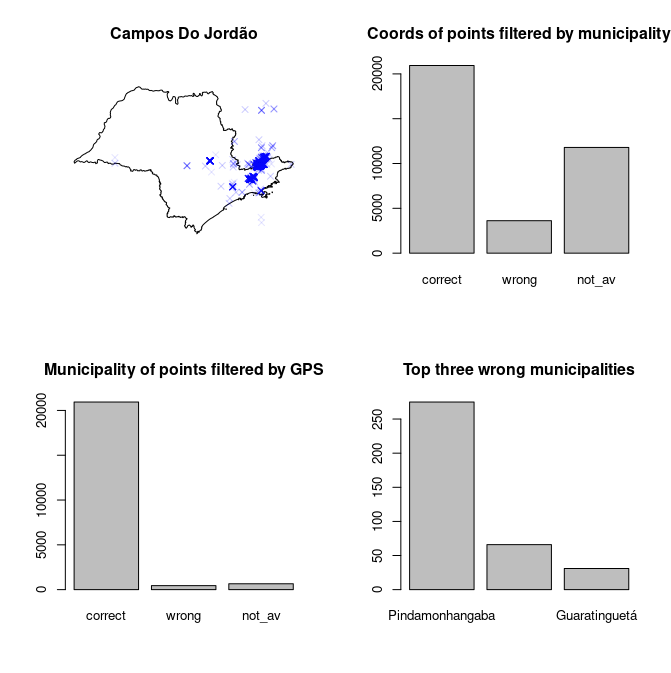 Campos Do Jordão
Coords of points filtered by municipality
0
5000
10000
20000
correct
wrong
not_av
Municipality of points filtered by GPS
0
5000
10000
20000
correct
wrong
not_av
Top three wrong municipalities
0
50
100
150
200
250
Pindamonhangaba
Guaratinguetá